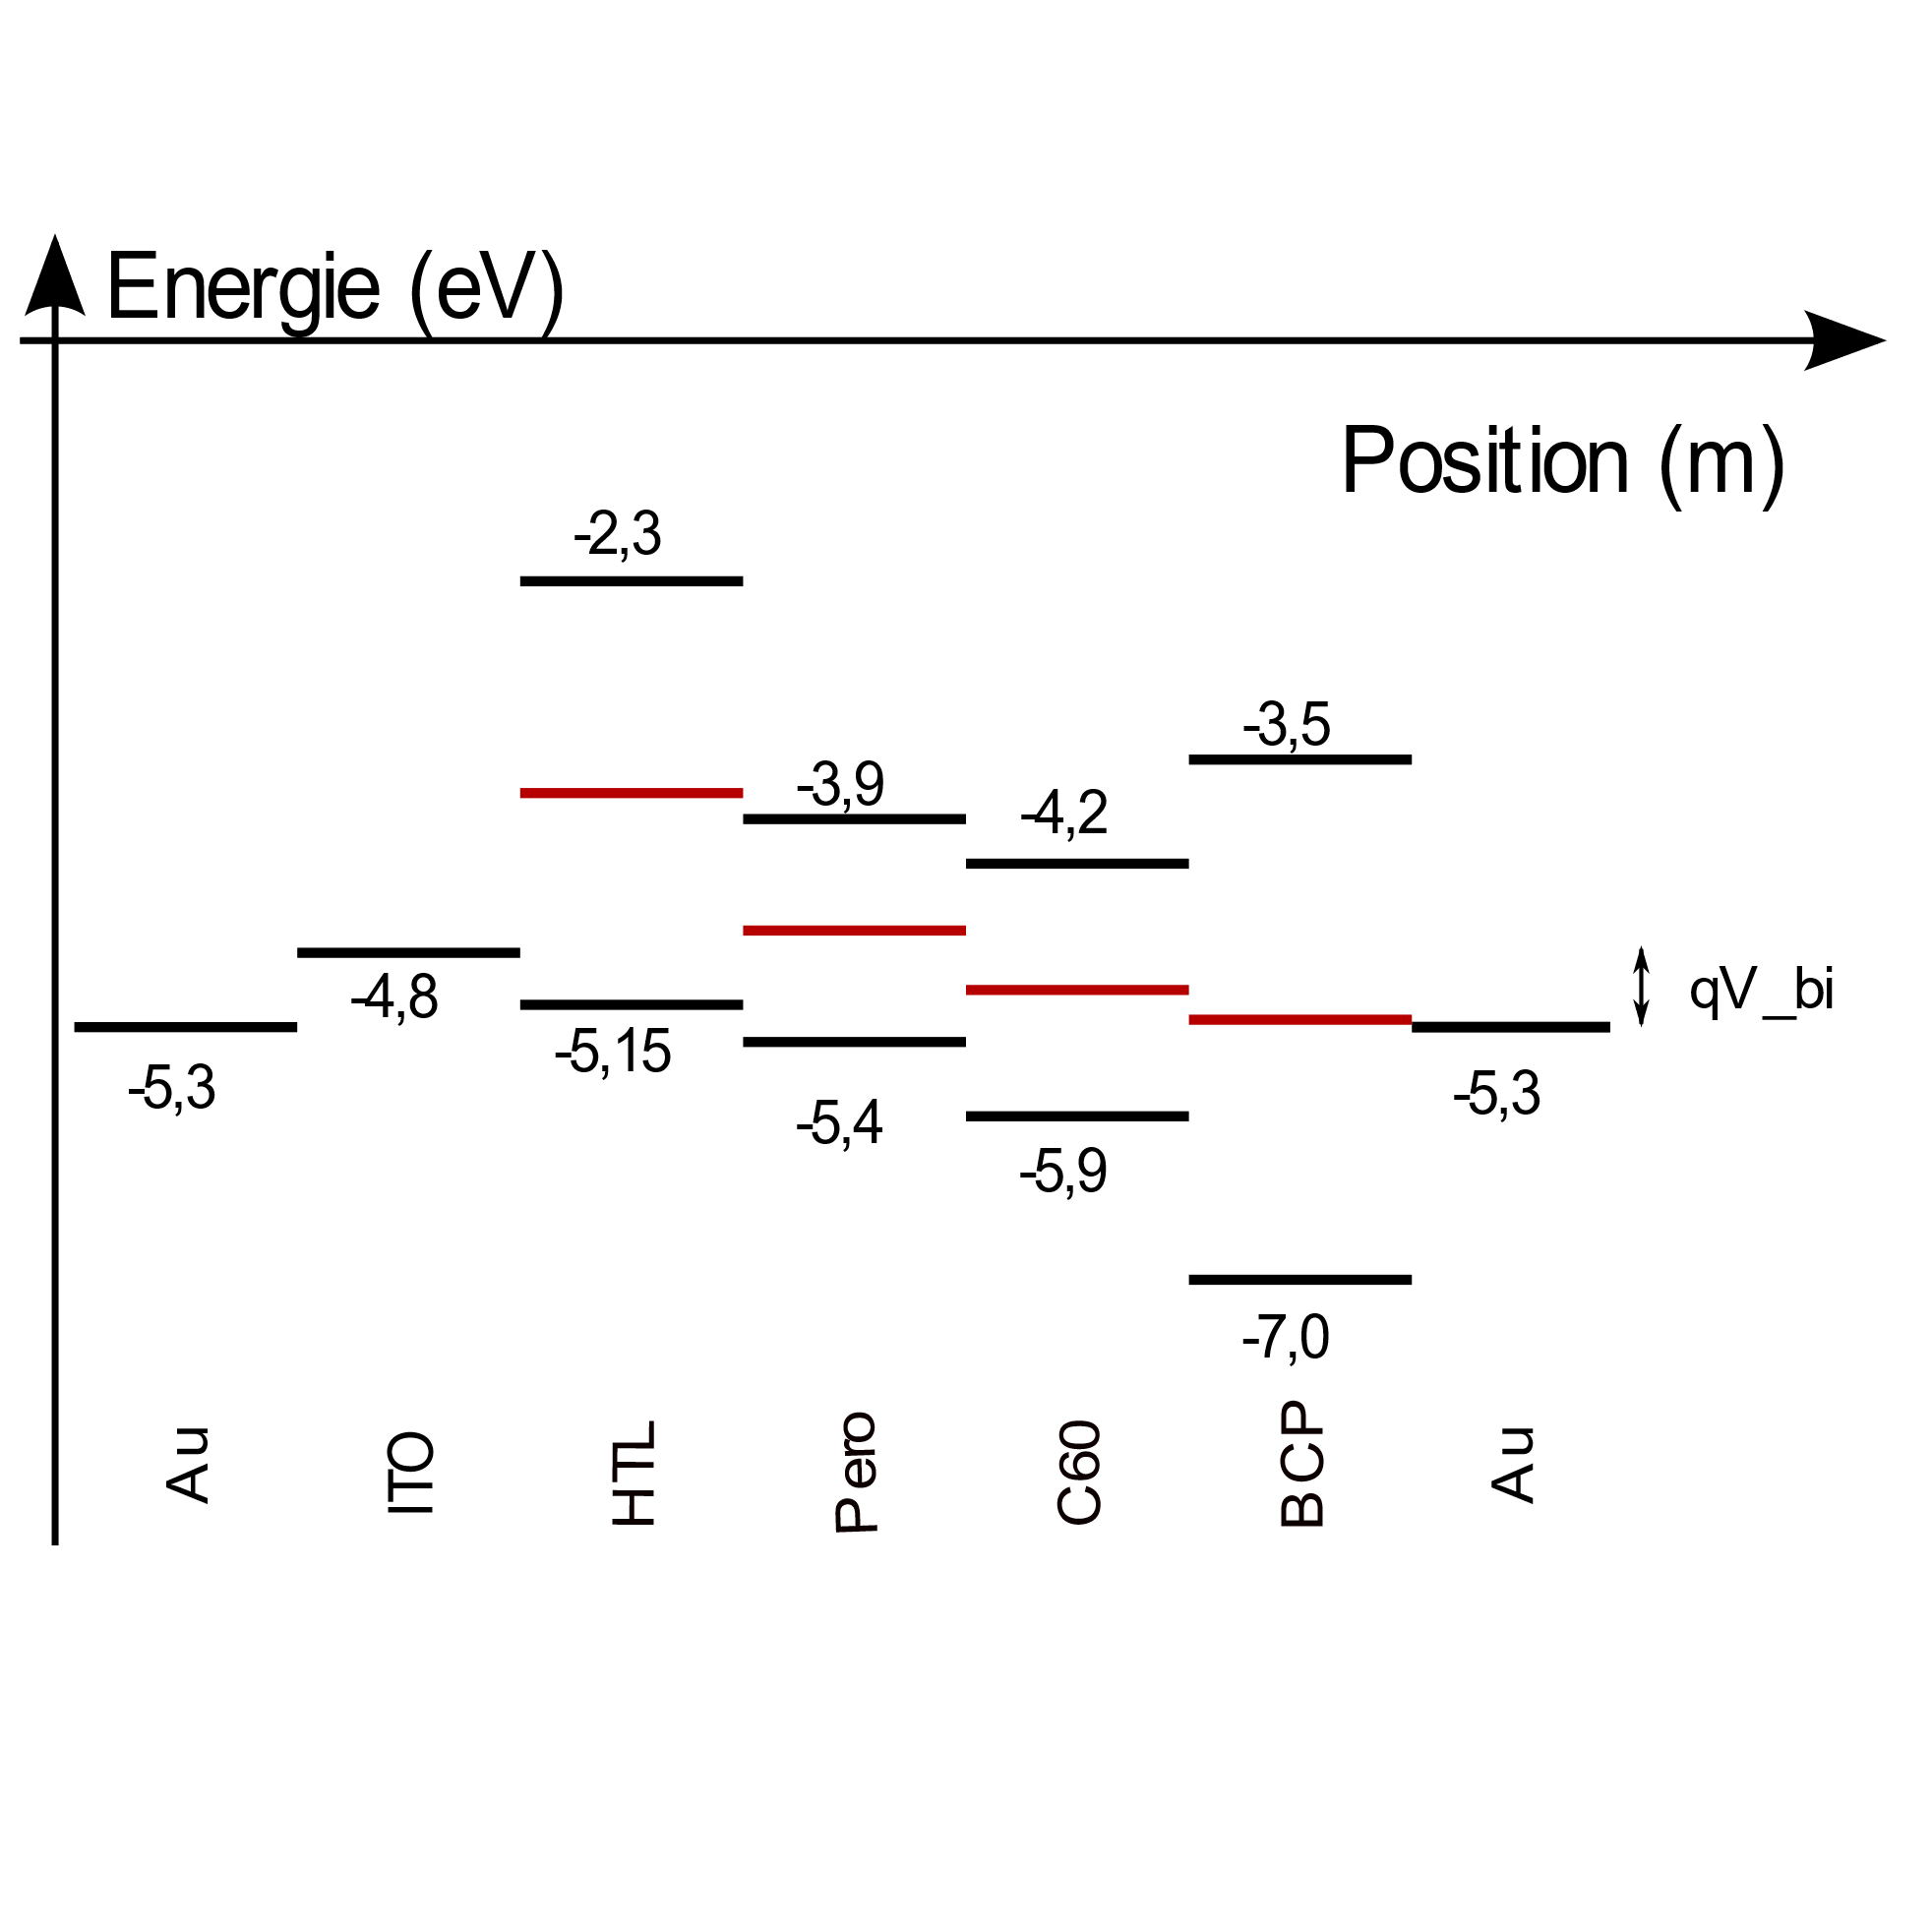 Energie (eV)
Position (m)
-2,3
-3,5
-3,9
-4,2
-4,8
qV_bi
-5,15
-5,3
-5,3
-5,4
-5,9
-7,0
Au
ITO
HTL
Pero
C60
BCP
Au